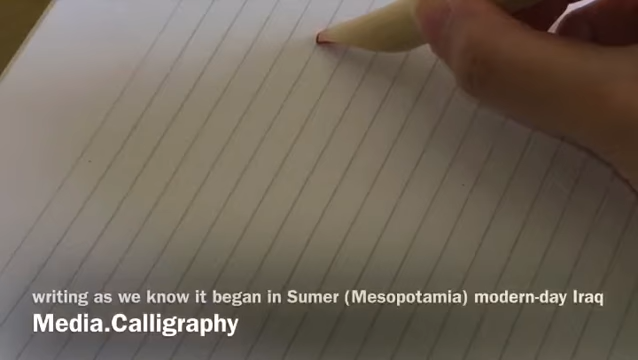 writing as we know it began in Sumer (Mesopotamia) modern-day Iraq
Media.Calligraphy